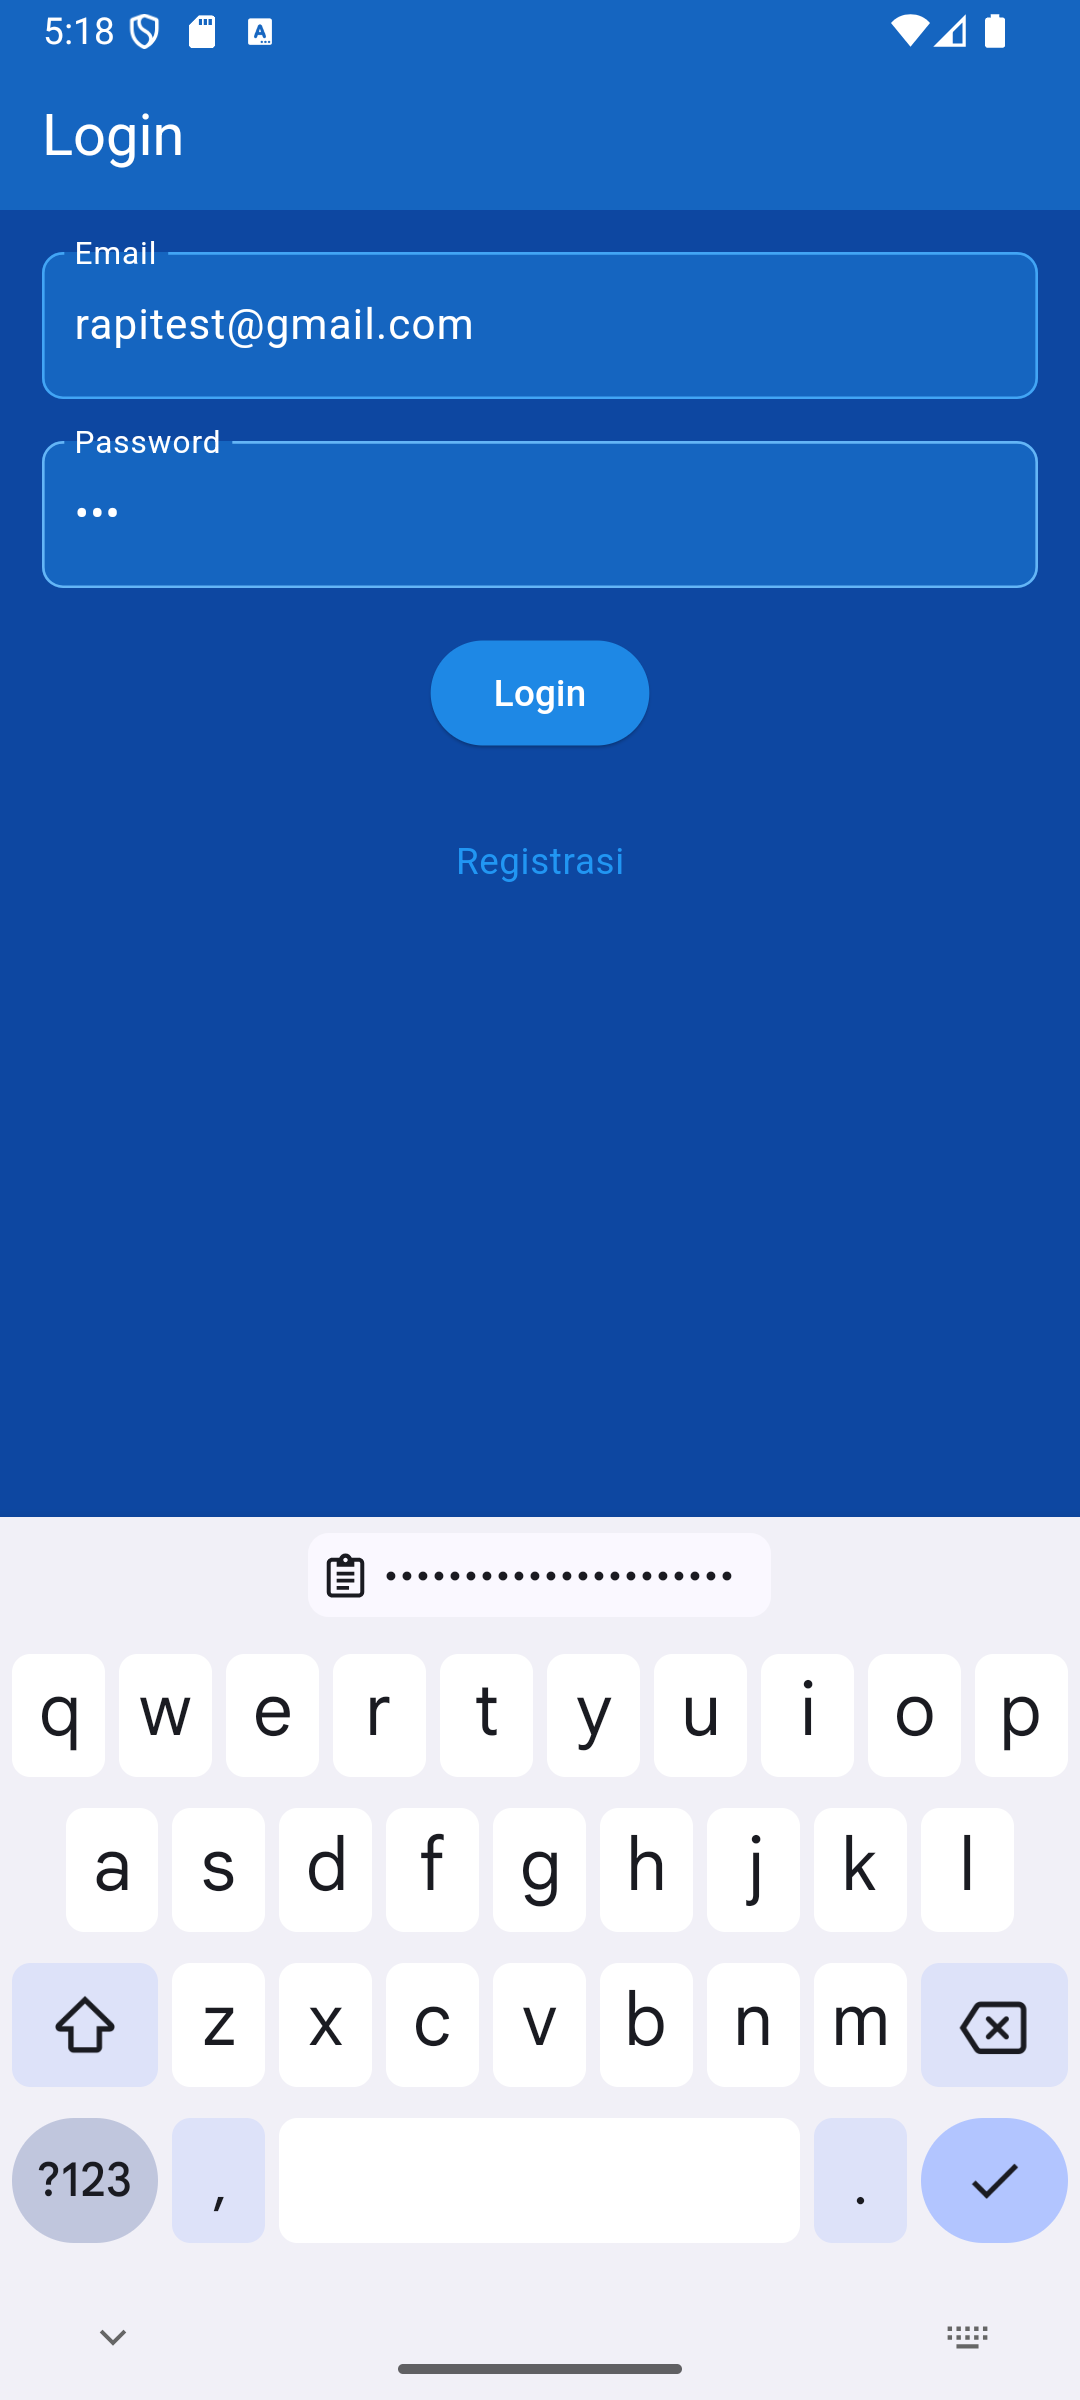 5:18
Login
Email
rapitest@gmail.com
Password
•••
Login
Registrasi
••••••••••••••••••••••
q w e r t y u i o p
a s d f g h j k l
z x c v b n m
?123 , .